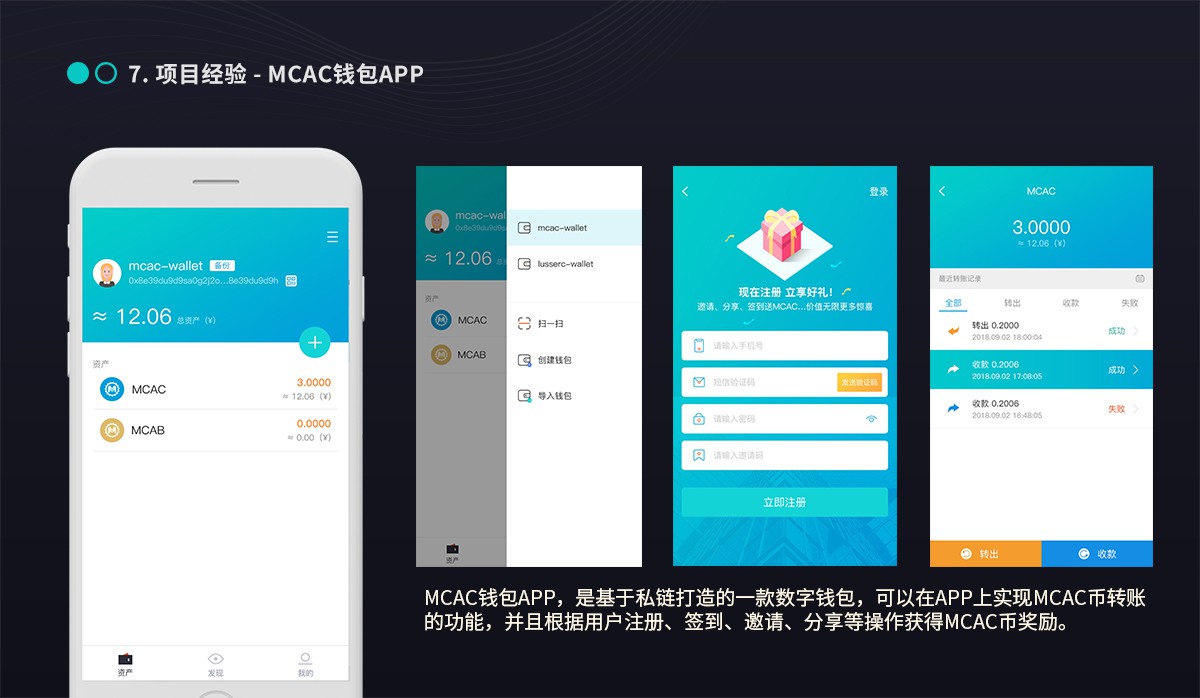 7. 项目经验 - MCAC钱包APP
mcac-wallet 备份
0x8e39du9d9sa0g2j2o...8e39du9d9h
≈ 12.06 总资产（¥）
+
资产
MCAC 3.0000
≈ 12.06（¥）
MCAB 0.0000
≈ 0.00（¥）
资产 发现 我的
mcac-wal
0x8e39du9d9s
≈ 12.06
资产
MCAC
MCAB
资产
mcac-wallet
lusserc-wallet
扫一扫
创建钱包
导入钱包
登录
现在注册 立享好礼！
邀请、分享、签到送MCAC...价值无限更多惊喜
请输入手机号
短信验证码 发送验证码
请输入密码
请输入邀请码
立即注册
MCAC
3.0000
≈ 12.06（¥）
最近转账记录
全部 转出 收款 失败
转出 0.2000 成功
2018.09.02 18:00:04
收款 0.2006 成功
2018.09.02 17:08:05
收款 0.2006 失败
2018.09.02 16:48:05
转出 收款
MCAC钱包APP，是基于私链打造的一款数字钱包，可以在APP上实现MCAC币转账
的功能，并且根据用户注册、签到、邀请、分享等操作获得MCAC币奖励。